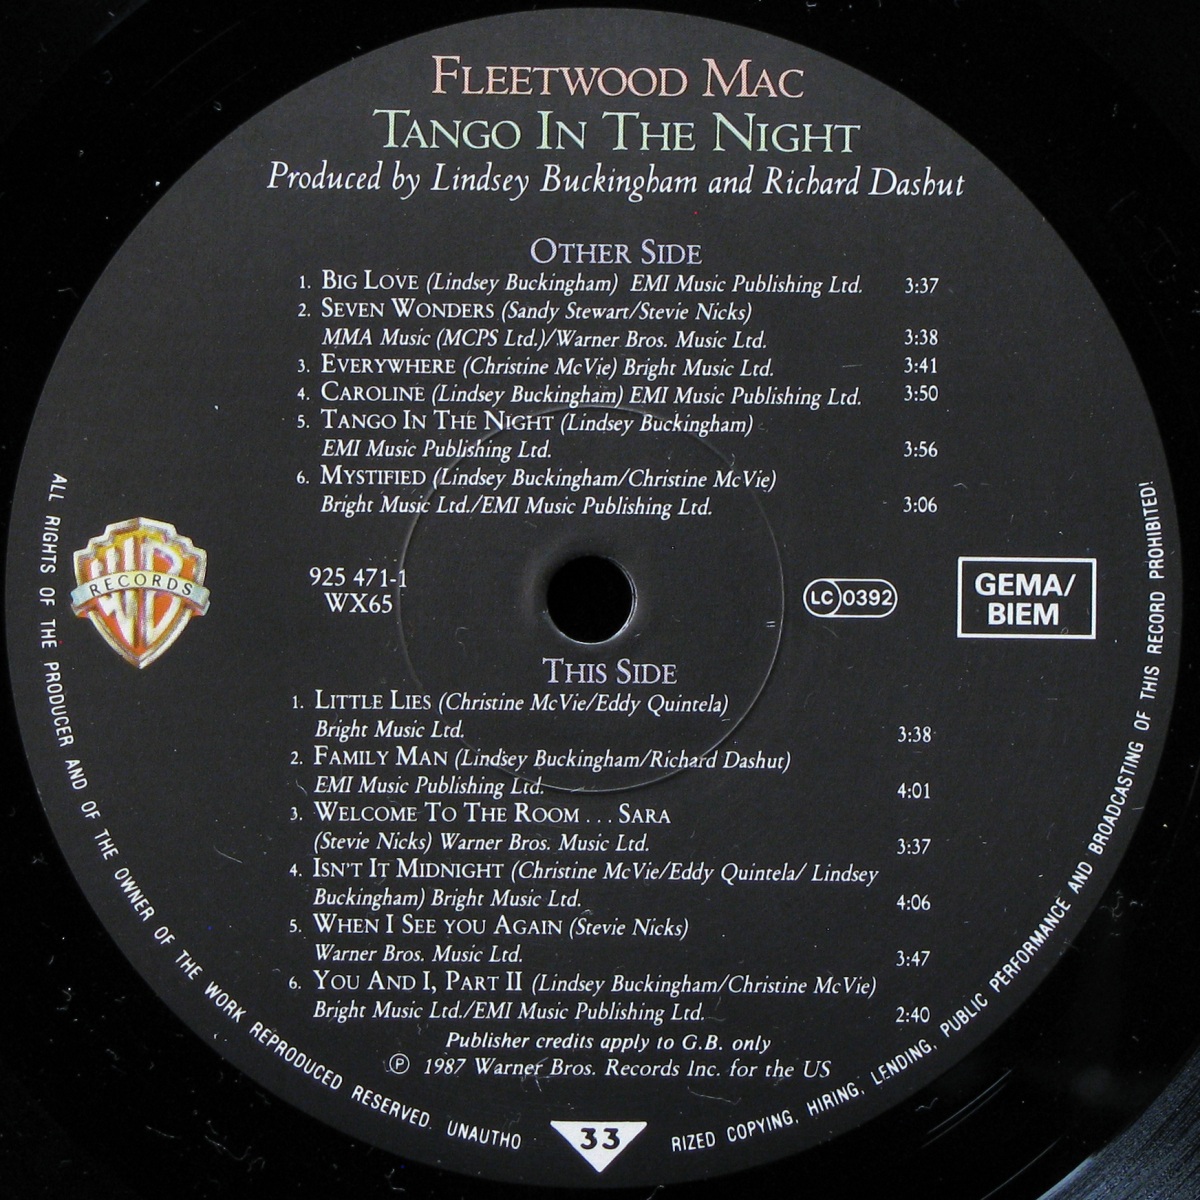 FLEETWOOD MAC
TANGO IN THE NIGHT
Produced by Lindsey Buckingham and Richard Dashut
OTHER SIDE
1. BIG LOVE (Lindsey Buckingham) EMI Music Publishing Ltd. 3:37
2. SEVEN WONDERS (Sandy Stewart/Stevie Nicks)
MMA Music (MCPS Ltd.)/Warner Bros. Music Ltd. 3:38
3. EVERYWHERE (Christine McVie) Bright Music Ltd. 3:41
4. CAROLINE (Lindsey Buckingham) EMI Music Publishing Ltd. 3:50
5. TANGO IN THE NIGHT (Lindsey Buckingham)
EMI Music Publishing Ltd. 3:56
6. MYSTIFIED (Lindsey Buckingham/Christine McVie)
Bright Music Ltd./EMI Music Publishing Ltd. 3:06
WB
RECORDS
925 471-1
WX65
LC 0392
GEMA/
BIEM
THIS SIDE
1. LITTLE LIES (Christine McVie/Eddy Quintela)
Bright Music Ltd. 3:38
2. FAMILY MAN (Lindsey Buckingham/Richard Dashut)
EMI Music Publishing Ltd. 4:01
3. WELCOME TO THE ROOM . . . SARA
(Stevie Nicks) Warner Bros. Music Ltd. 3:37
4. ISN'T IT MIDNIGHT (Christine McVie/Eddy Quintela/ Lindsey
Buckingham) Bright Music Ltd. 4:06
5. WHEN I SEE YOU AGAIN (Stevie Nicks)
Warner Bros. Music Ltd. 3:47
6. YOU AND I, PART II (Lindsey Buckingham/Christine McVie)
Bright Music Ltd./EMI Music Publishing Ltd. 2:40
Publisher credits apply to G.B. only
℗ 1987 Warner Bros. Records Inc. for the US
ALL RIGHTS OF THE PRODUCER AND OF THE OWNER OF THE WORK REPRODUCED RESERVED. UNAUTHO
33
RIZED COPYING, HIRING, LENDING, PUBLIC PERFORMANCE AND BROADCASTING OF THIS RECORD PROHIBITED!